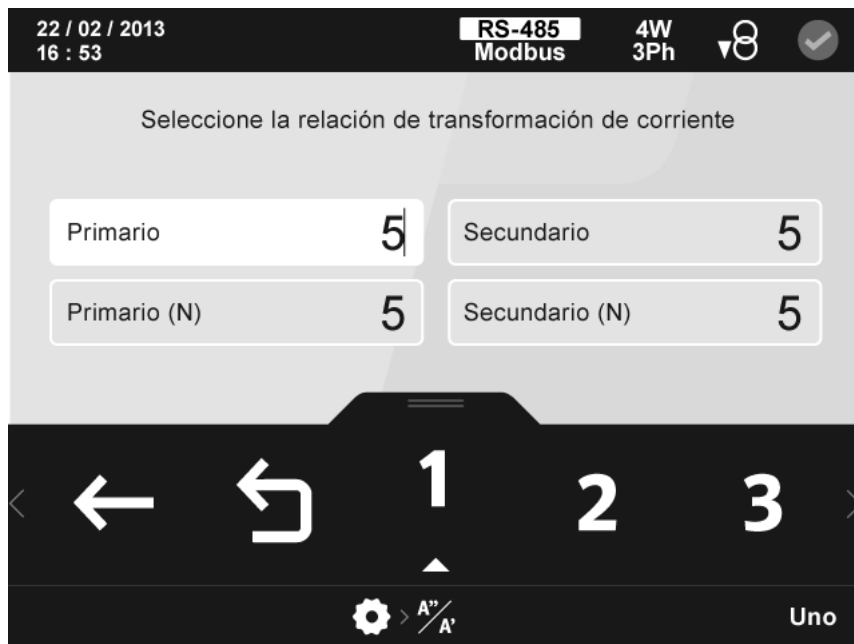 22 / 02 / 2013
16 : 53
RS-485
Modbus
4W
3Ph
Seleccione la relación de transformación de corriente
Primario 5
Secundario 5
Primario (N) 5
Secundario (N) 5
1 2 3
A”/A’
Uno